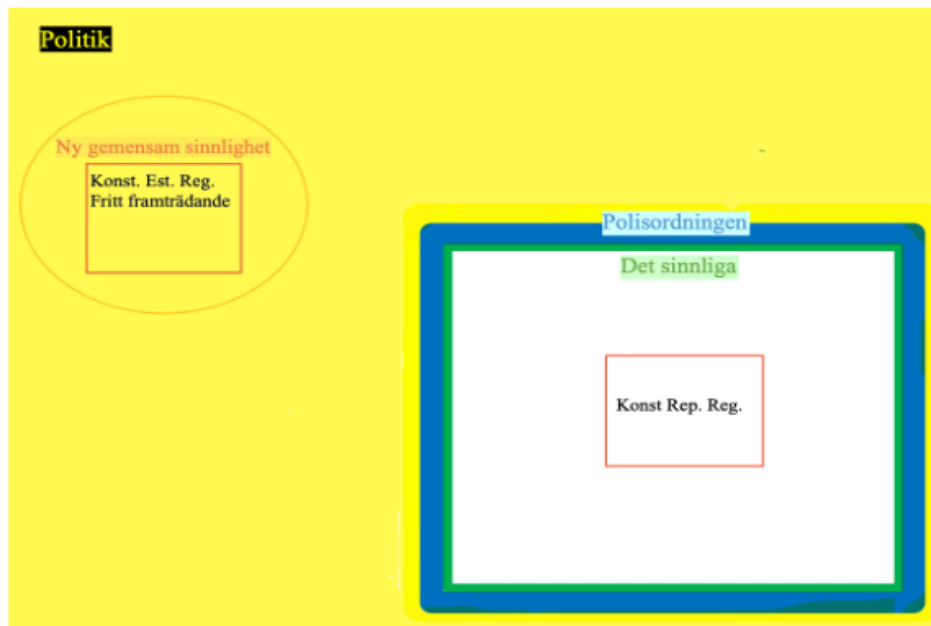 Politik
Ny gemensam sinnlighet
Konst. Est. Reg.
Fritt framträdande
Polisordningen
Det sinnliga
Konst Rep. Reg.